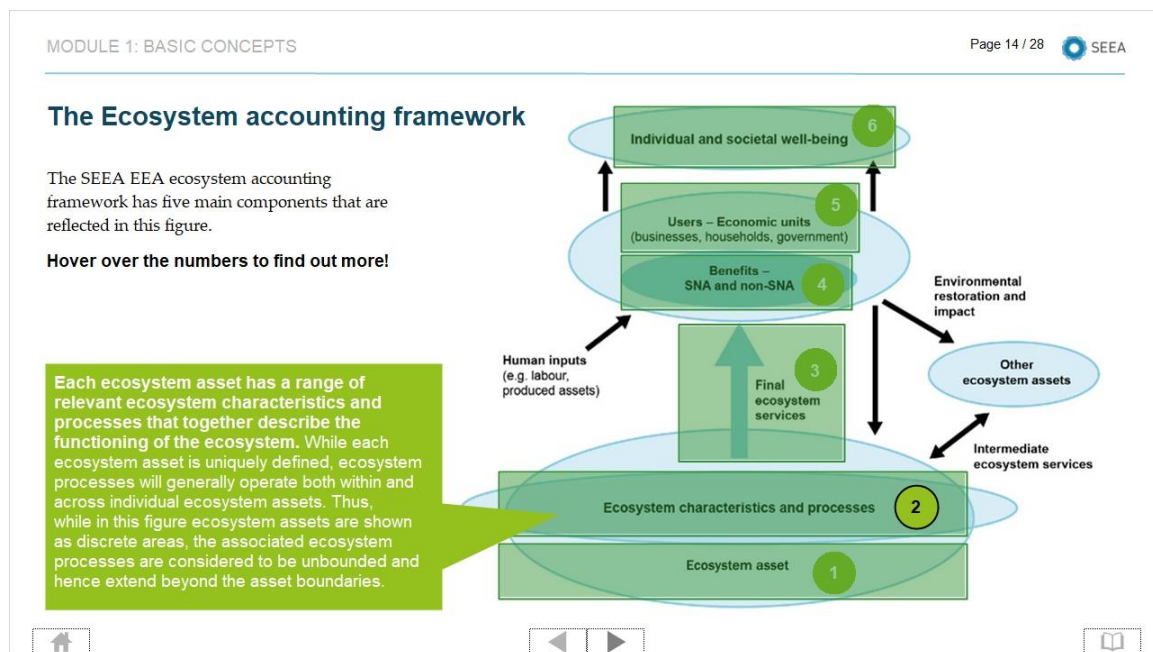 MODULE 1: BASIC CONCEPTS
Page 14 / 28
SEEA
The Ecosystem accounting framework
The SEEA EEA ecosystem accounting
framework has five main components that are
reflected in this figure.
Hover over the numbers to find out more!
Each ecosystem asset has a range of
relevant ecosystem characteristics and
processes that together describe the
functioning of the ecosystem. While each
ecosystem asset is uniquely defined, ecosystem
processes will generally operate both within and
across individual ecosystem assets. Thus,
while in this figure ecosystem assets are shown
as discrete areas, the associated ecosystem
processes are considered to be unbounded and
hence extend beyond the asset boundaries.
6
Individual and societal well-being
5
Users – Economic units
(businesses, households, government)
Benefits –
SNA and non-SNA
4
Environmental
restoration and
impact
Human inputs
(e.g. labour,
produced assets)
3
Final
ecosystem
services
Other
ecosystem assets
Intermediate
ecosystem services
Ecosystem characteristics and processes
2
Ecosystem asset
1